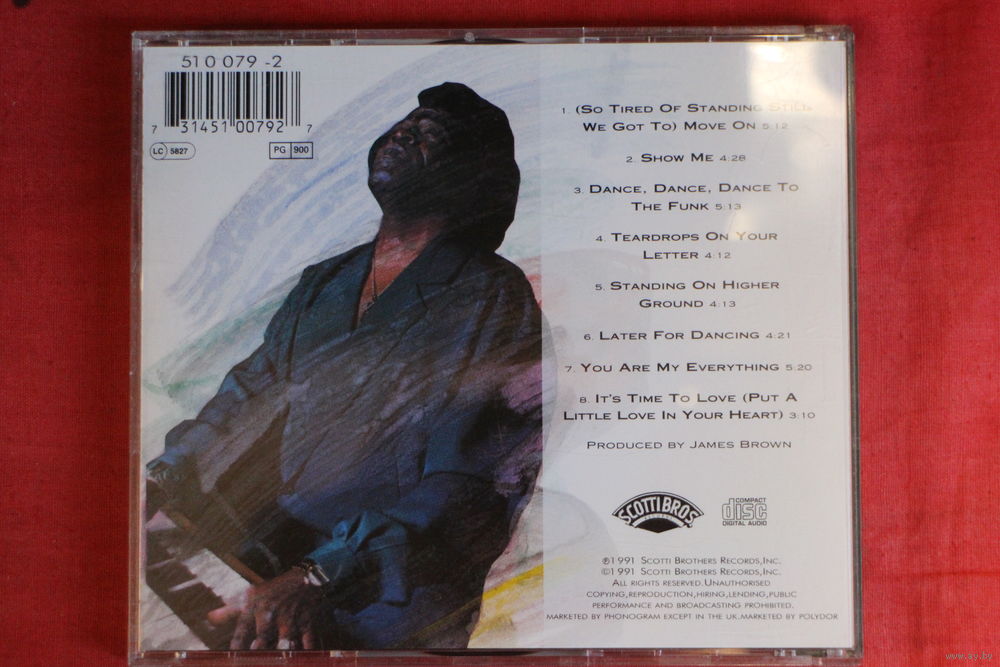 510 079 -2
7 31451 00792 7
LC 5827
PG 900
1. (So Tired Of Standing Still
We Got To) Move On 5:12
2. Show Me 4:28
3. Dance, Dance, Dance To
The Funk 5:13
4. Teardrops On Your
Letter 4:12
5. Standing On Higher
Ground 4:13
6. Later For Dancing 4:21
7. You Are My Everything 5.20
8. It's Time To Love (Put A
Little Love In Your Heart) 3:10
Produced by James Brown
SCOTTI BROS.
RECORDS
COMPACT
disc
DIGITAL AUDIO
℗1991 Scotti Brothers Records,Inc.
©1991 Scotti Brothers Records,Inc.
All rights reserved.Unauthorised
copying,reproduction,hiring,lending,public
performance and broadcasting prohibited.
Marketed by Phonogram except in the UK.Marketed by Polydor
www.ay.by